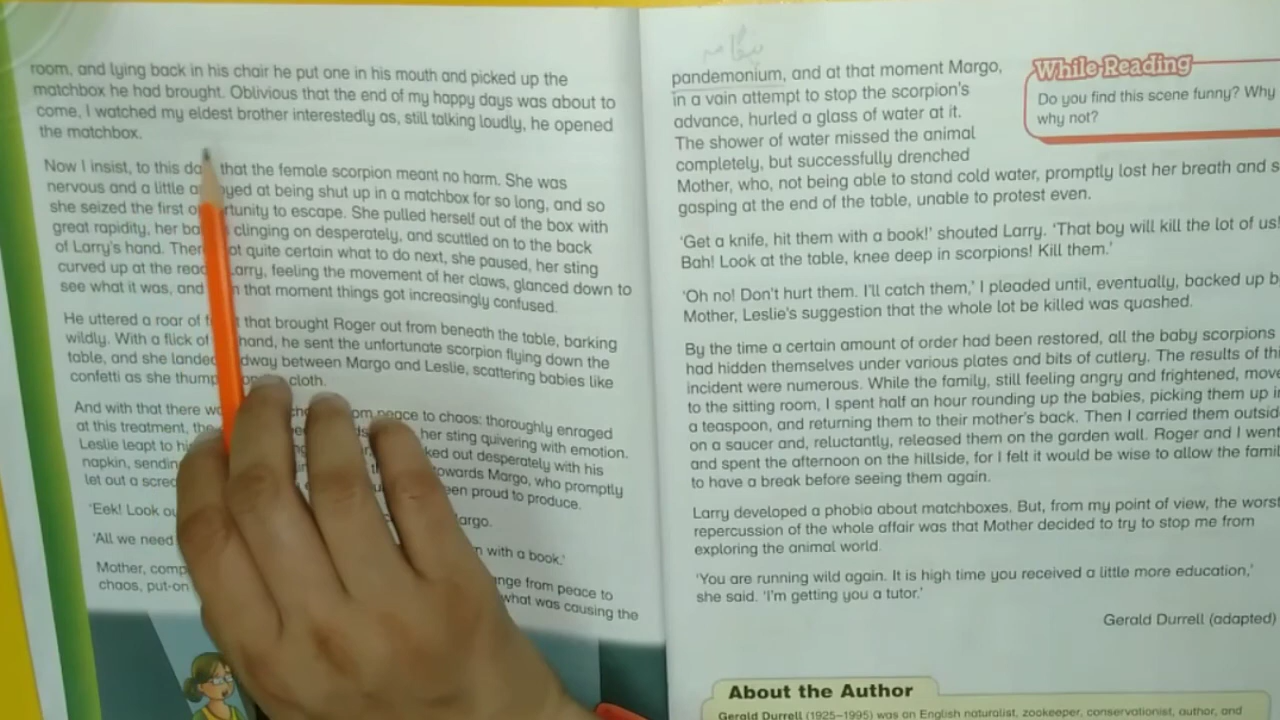 room, and lying back in his chair he put one in his mouth and picked up the
matchbox he had brought. Oblivious that the end of my happy days was about to
come, I watched my eldest brother interestedly as, still talking loudly, he opened
the matchbox.
Now I insist, to this da that the female scorpion meant no harm. She was
nervous and a little a yed at being shut up in a matchbox for so long, and so
she seized the first o rtunity to escape. She pulled herself out of the box with
great rapidity, her ba s clinging on desperately, and scuttled on to the back
of Larry's hand. Ther ot quite certain what to do next, she paused, her sting
curved up at the read Larry, feeling the movement of her claws, glanced down to
see what it was, and m that moment things got increasingly confused.
He uttered a roar of f t that brought Roger out from beneath the table, barking
wildly. With a flick of hand, he sent the unfortunate scorpion flying down the
table, and she landed dway between Margo and Leslie, scattering babies like
confetti as she thump on cloth.
And with that there wa cha om peace to chaos: thoroughly enraged
at this treatment, the her sting quivering with emotion.
Leslie leapt to hi ked out desperately with his
napkin, sendin towards Margo, who promptly
let out a screa een proud to produce.
'Eek! Look ou argo.
'All we need n with a book.'
Mother, comp ange from peace to
chaos, put-on what was causing the
پیگامہ
pandemonium, and at that moment Margo,
in a vain attempt to stop the scorpion's
advance, hurled a glass of water at it.
The shower of water missed the animal
completely, but successfully drenched
Mother, who, not being able to stand cold water, promptly lost her breath and s
gasping at the end of the table, unable to protest even.
'Get a knife, hit them with a book!' shouted Larry. 'That boy will kill the lot of us!
Bah! Look at the table, knee deep in scorpions! Kill them.'
'Oh no! Don't hurt them. I'll catch them,' I pleaded until, eventually, backed up b
Mother, Leslie's suggestion that the whole lot be killed was quashed.
By the time a certain amount of order had been restored, all the baby scorpions
had hidden themselves under various plates and bits of cutlery. The results of thi
incident were numerous. While the family, still feeling angry and frightened, move
to the sitting room, I spent half an hour rounding up the babies, picking them up i
a teaspoon, and returning them to their mother's back. Then I carried them outsid
on a saucer and, reluctantly, released them on the garden wall. Roger and I went
and spent the afternoon on the hillside, for I felt it would be wise to allow the famil
to have a break before seeing them again.
Larry developed a phobia about matchboxes. But, from my point of view, the worst
repercussion of the whole affair was that Mother decided to try to stop me from
exploring the animal world.
'You are running wild again. It is high time you received a little more education,'
she said. 'I'm getting you a tutor.'
Gerald Durrell (adapted)
While Reading
Do you find this scene funny? Why
why not?
About the Author
Gerald Durrell (1925–1995) was an English naturalist, zookeeper, conservationist, author, and